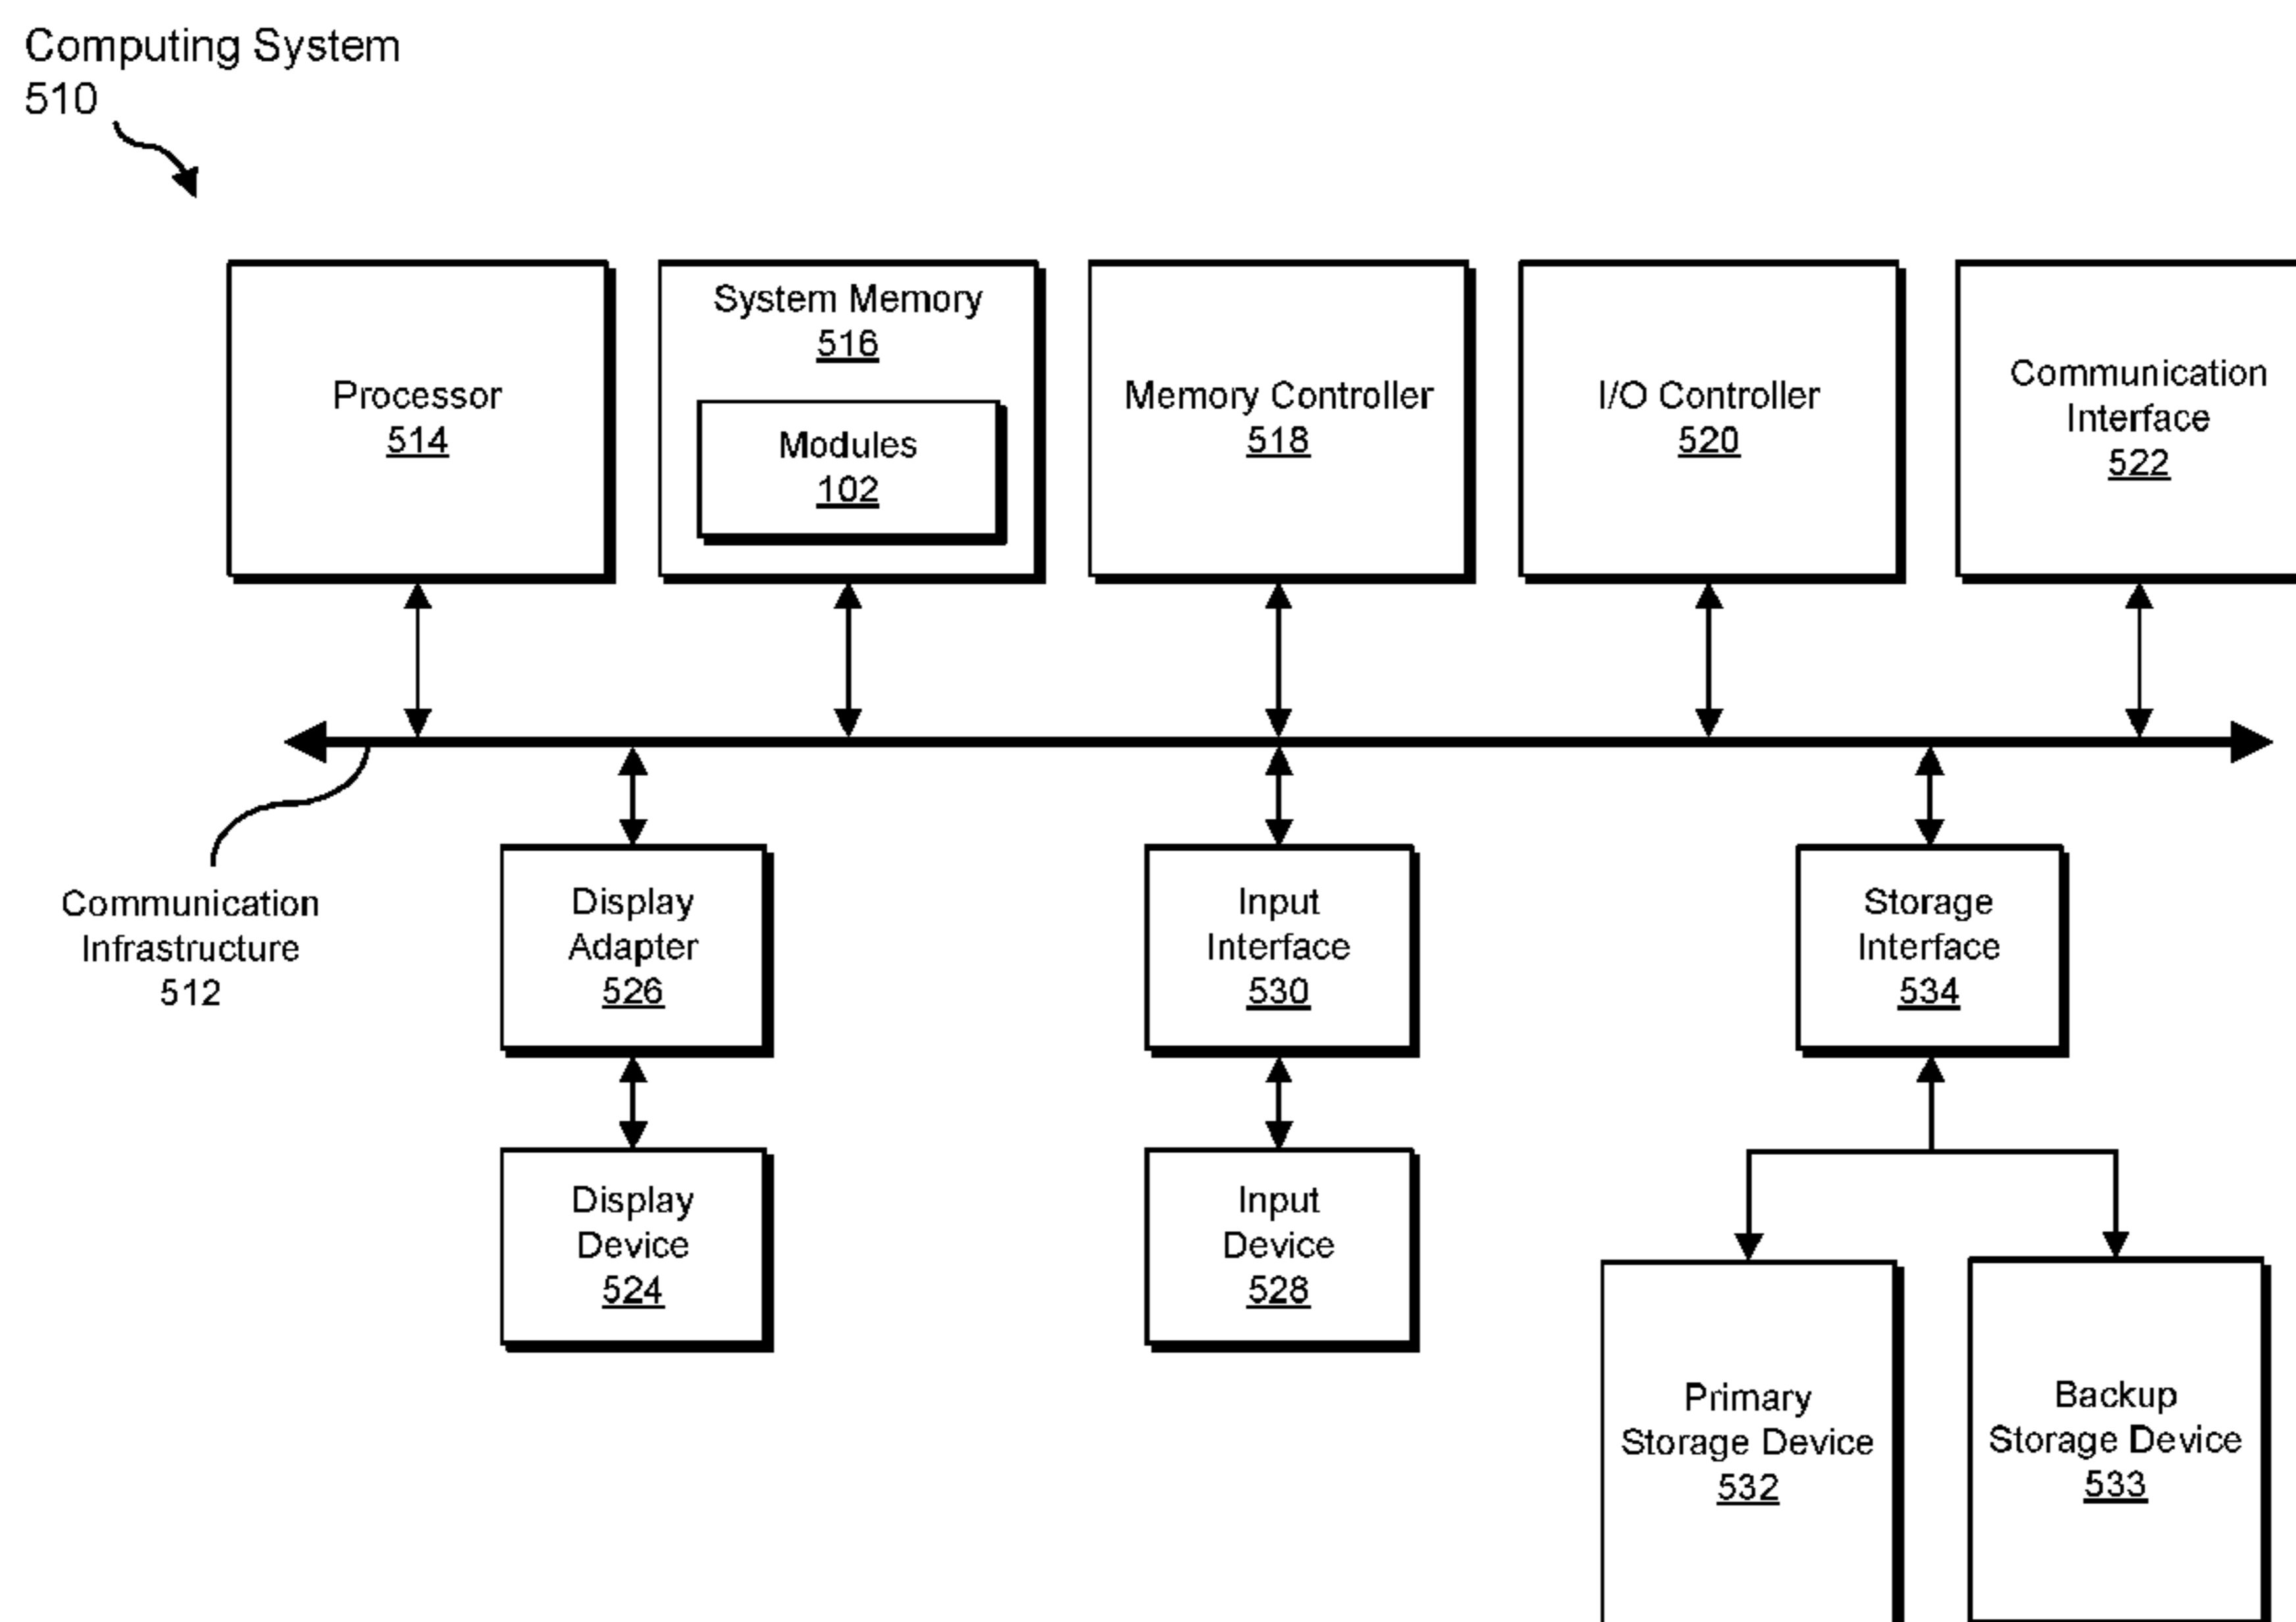 Computing System
510
Processor
514
System Memory
516
Modules
102
Memory Controller
518
I/O Controller
520
Communication
Interface
522
Communication
Infrastructure
512
Display
Adapter
526
Input
Interface
530
Storage
Interface
534
Display
Device
524
Input
Device
528
Primary
Storage Device
532
Backup
Storage Device
533